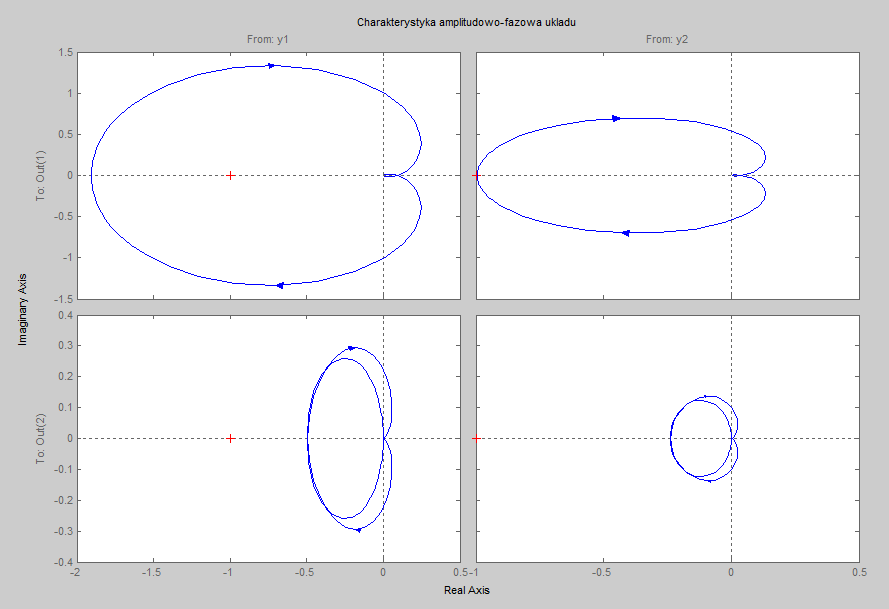 Charakterystyka amplitudowo-fazowa ukladu
From: y1
From: y2
To: Out(1)
1.5
1
0.5
0
-0.5
-1
-1.5
Imaginary Axis
To: Out(2)
0.4
0.3
0.2
0.1
0
-0.1
-0.2
-0.3
-0.4
-2 -1.5 -1 -0.5 0 0.5 -1 -0.5 0 0.5
Real Axis